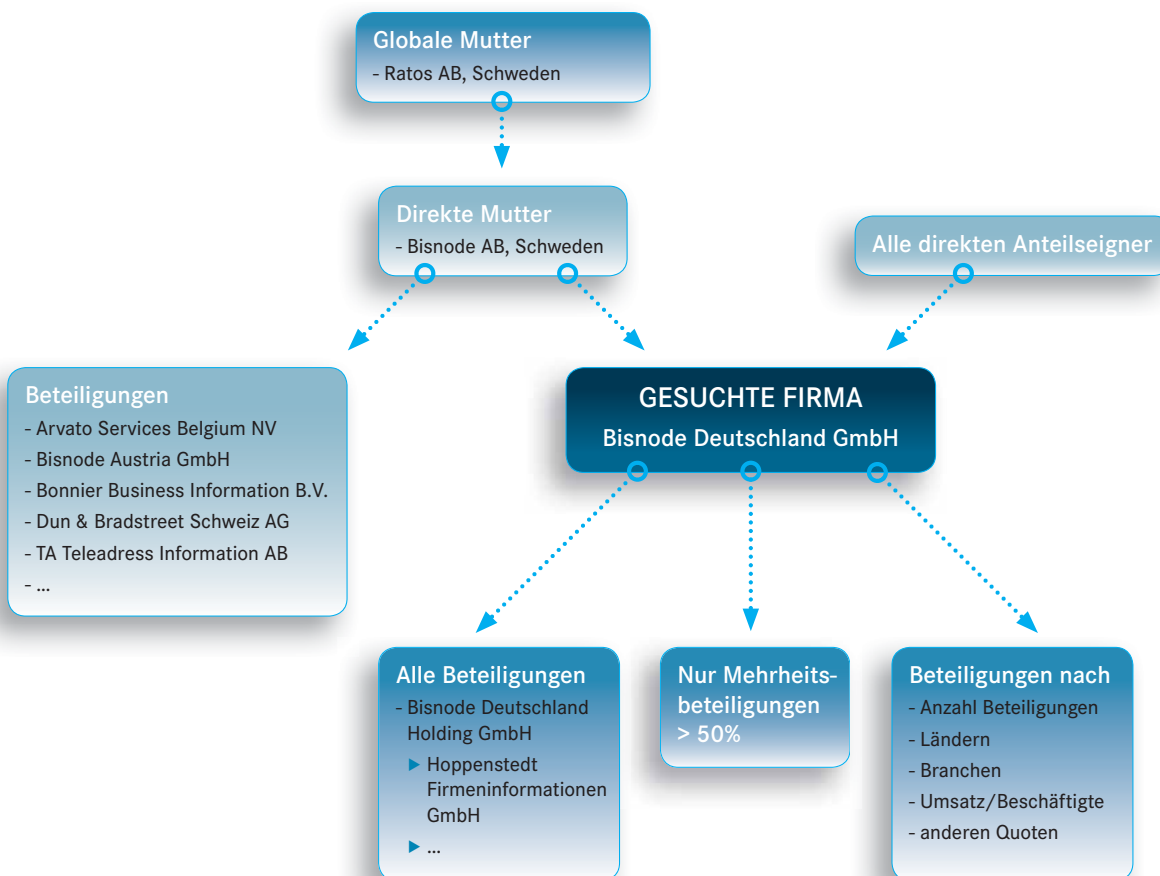 Globale Mutter
- Ratos AB, Schweden
Direkte Mutter
- Bisnode AB, Schweden
Alle direkten Anteilseigner
Beteiligungen
- Arvato Services Belgium NV
- Bisnode Austria GmbH
- Bonnier Business Information B.V.
- Dun & Bradstreet Schweiz AG
- TA Teleadress Information AB
- ...
GESUCHTE FIRMA
Bisnode Deutschland GmbH
Alle Beteiligungen
- Bisnode Deutschland
Holding GmbH
▶ Hoppenstedt
Firmeninformationen
GmbH
▶ ...
Nur Mehrheits-
beteiligungen
> 50%
Beteiligungen nach
- Anzahl Beteiligungen
- Ländern
- Branchen
- Umsatz/Beschäftigte
- anderen Quoten